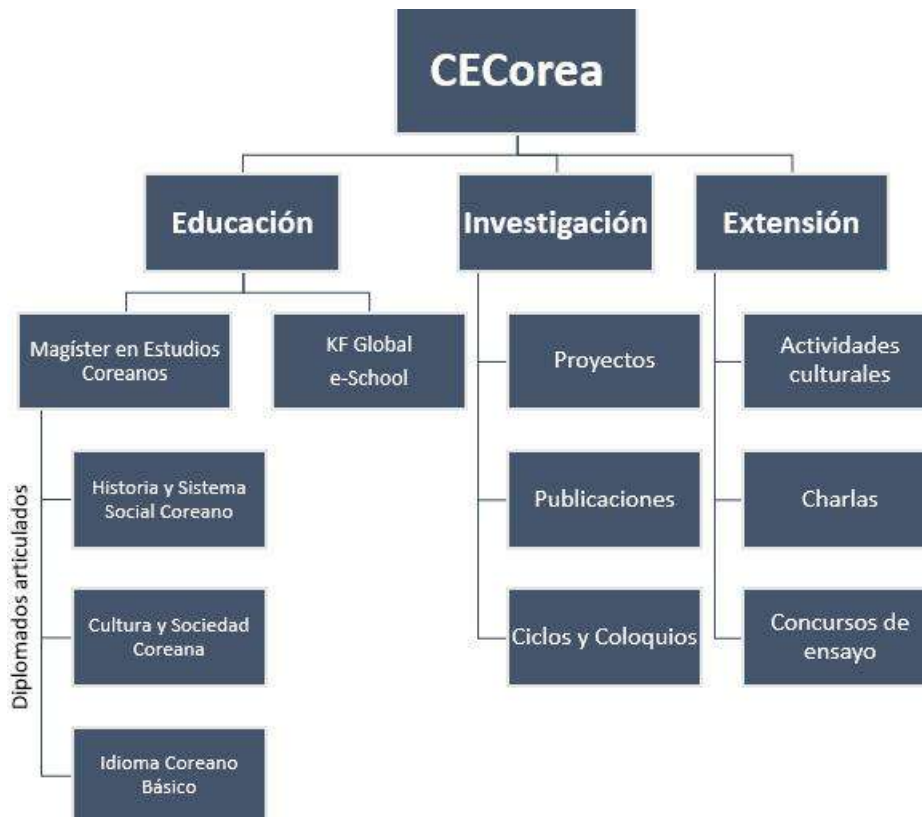 CECorea
Educación
Investigación
Extensión
Magíster en Estudios
Coreanos
KF Global
e-School
Proyectos
Actividades
culturales
Diplomados articulados
Historia y Sistema
Social Coreano
Publicaciones
Charlas
Cultura y Sociedad
Coreana
Ciclos y Coloquios
Concursos de
ensayo
Idioma Coreano
Básico